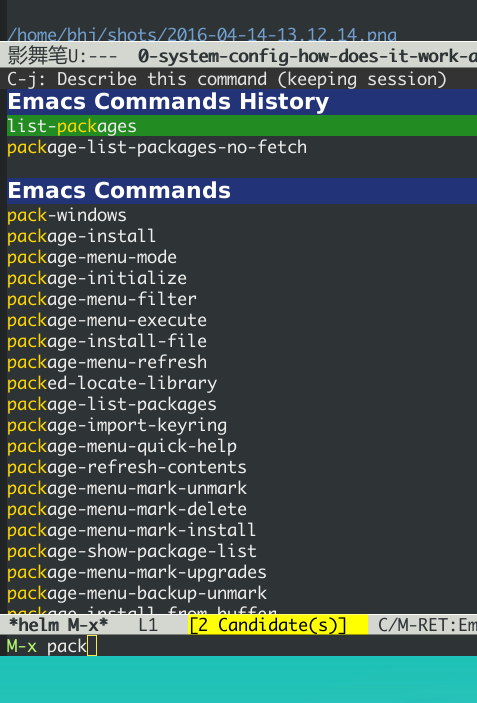 /home/bhj/shots/2016-04-14-13.12.14.png
影舞笔U:--- 0-system-config-how-does-it-work-a
C-j: Describe this command (keeping session)
Emacs Commands History
list-packages
package-list-packages-no-fetch
Emacs Commands
pack-windows
package-install
package-menu-mode
package-initialize
package-menu-filter
package-menu-execute
package-install-file
package-menu-refresh
packed-locate-library
package-list-packages
package-import-keyring
package-menu-quick-help
package-refresh-contents
package-menu-mark-unmark
package-menu-mark-delete
package-menu-mark-install
package-show-package-list
package-menu-mark-upgrades
package-menu-backup-unmark
package-install-from-buffer
*helm M-x* L1 [2 Candidate(s)] C/M-RET:Em
M-x pack